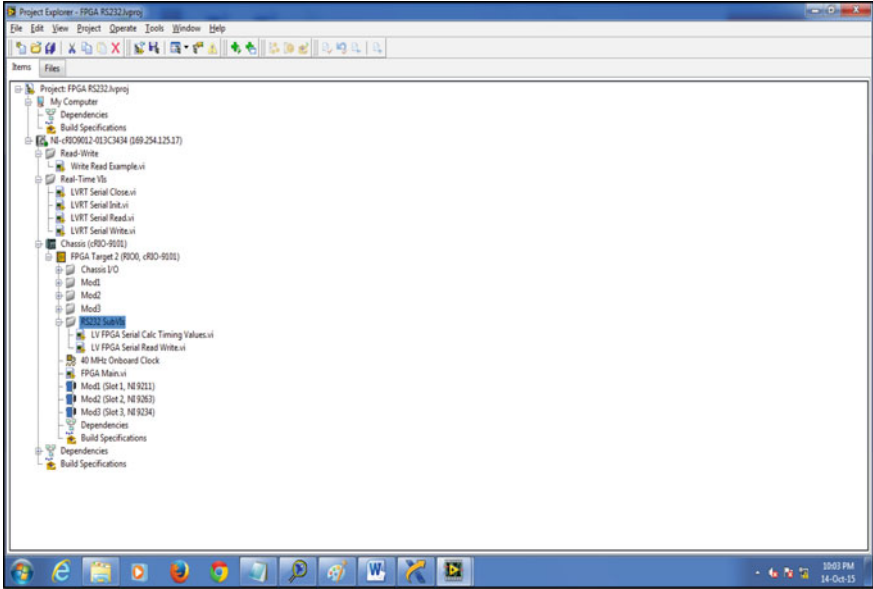 Project Explorer - FPGA RS232.lvproj
File Edit View Project Operate Tools Window Help
Items Files
Project: FPGA RS232.lvproj
My Computer
Dependencies
Build Specifications
NI-cRIO9012-013C3434 (169.254.125.17)
Read-Write
Write Read Example.vi
Real-Time VIs
LVRT Serial Close.vi
LVRT Serial Init.vi
LVRT Serial Read.vi
LVRT Serial Write.vi
Chassis (cRIO-9101)
FPGA Target 2 (RIO0, cRIO-9101)
Chassis I/O
Mod1
Mod2
Mod3
RS232 SubVIs
LV FPGA Serial Calc Timing Values.vi
LV FPGA Serial Read Write.vi
40 MHz Onboard Clock
FPGA Main.vi
Mod1 (Slot 1, NI 9211)
Mod2 (Slot 2, NI 9263)
Mod3 (Slot 3, NI 9234)
Dependencies
Build Specifications
Dependencies
Build Specifications
10:03 PM
14-Oct-15